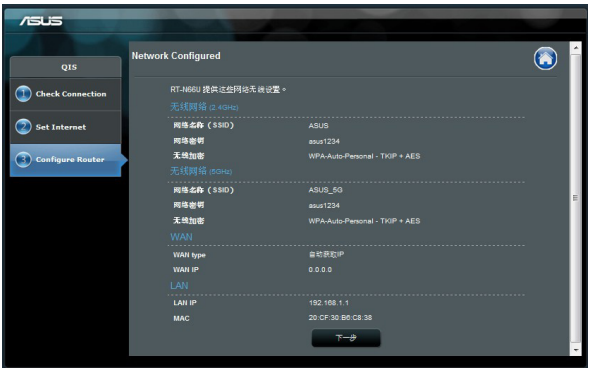 ASUS
QIS
1 Check Connection
2 Set Internet
3 Configure Router
Network Configured
RT-N66U 提供这些网络无线设置。
无线网络 (2.4GHz)
网络名称 (SSID) ASUS
网络密钥 asus1234
无线加密 WPA-Auto-Personal - TKIP + AES
无线网络 (5GHz)
网络名称 (SSID) ASUS_5G
网络密钥 asus1234
无线加密 WPA-Auto-Personal - TKIP + AES
WAN
WAN type 自动获取IP
WAN IP 0.0.0.0
LAN
LAN IP 192.168.1.1
MAC 20:CF:30:B6:C8:38
下一步